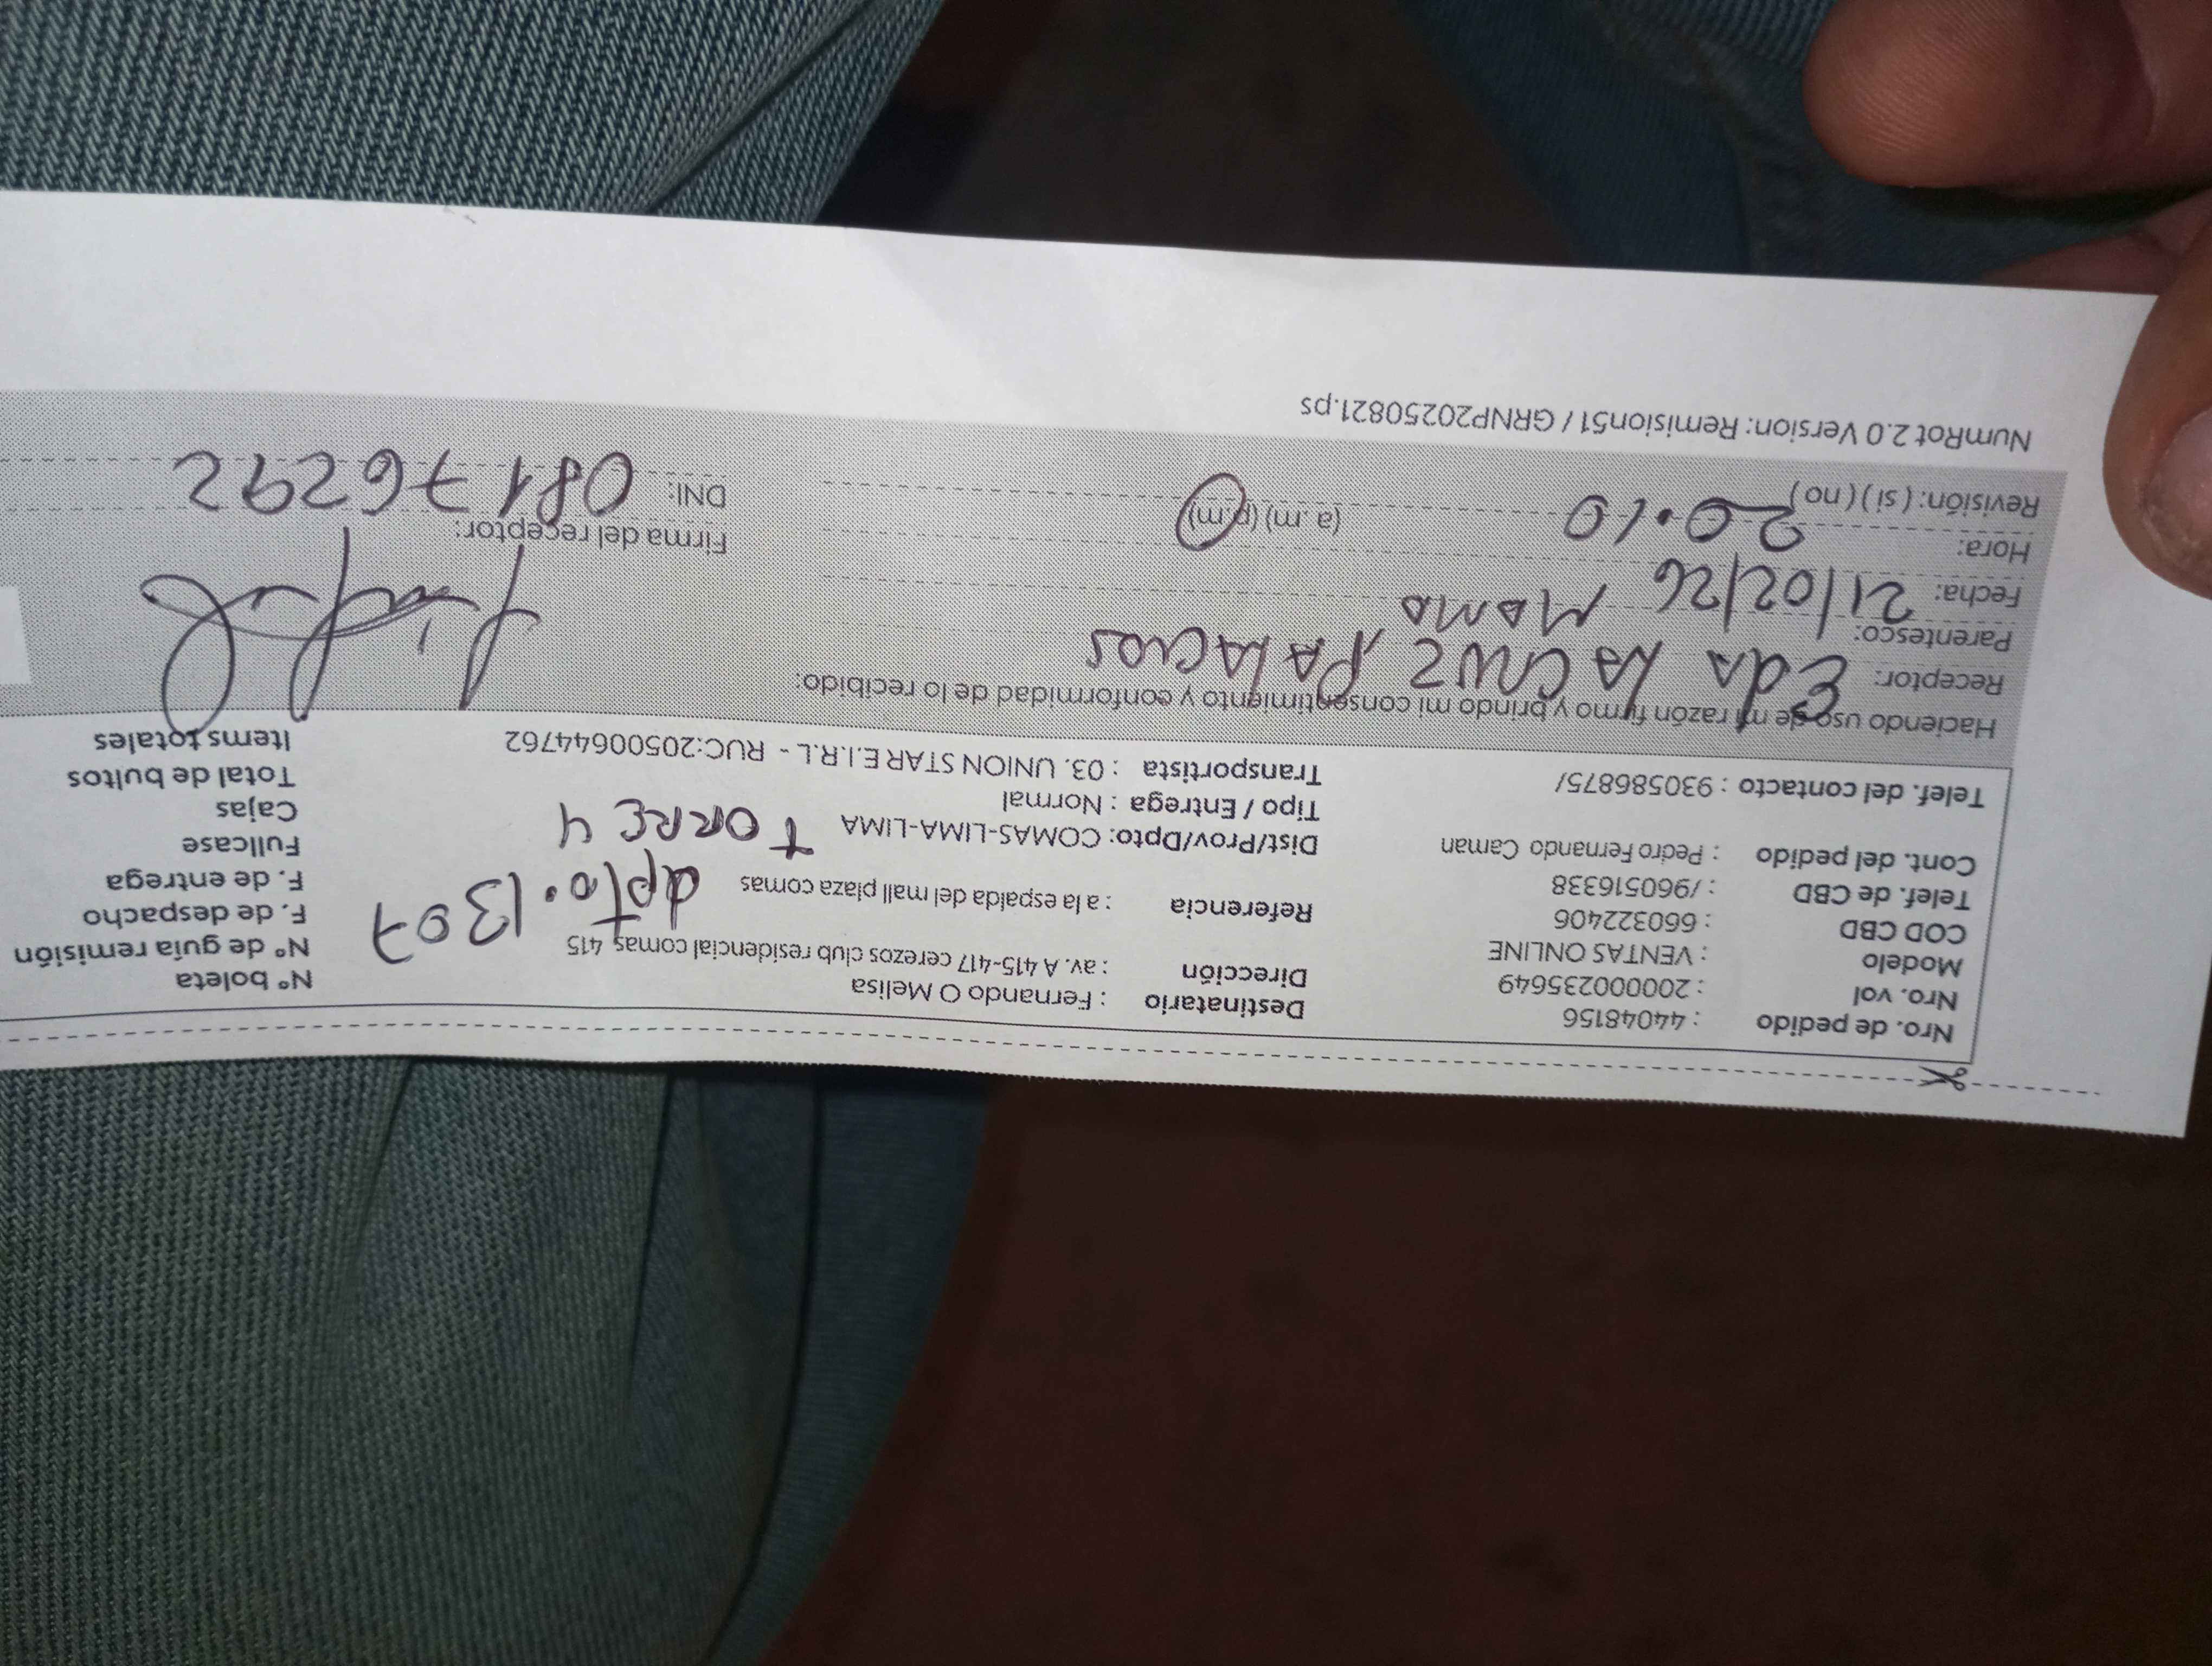 Nro. de pedido : 44048156
Nro. vol : 20000235649
Modelo : VENTAS ONLINE
COD CBD : 660322406
Telef. de CBD : /960516338
Cont. del pedido : Pedro Fernando Caman
Telef. del contacto : 930586875/
Destinatario : Fernando O Melisa
Dirección : av. A 415-417 cerezos club residencial comas 415
Referencia : a la espalda del mall plaza comas
dpto. 1307
Dist/Prov/Dpto: COMAS-LIMA-LIMA
TORRE 4
Tipo / Entrega : Normal
Transportista : 03. UNION STAR E.I.R.L - RUC:20500644762
N° boleta
N° de guía remisión
F. de despacho
F. de entrega
Fullcase
Cajas
Total de bultos
Items totales
Haciendo uso de mi razón firmo y brindo mi consentimiento y conformidad de lo recibido:
Receptor: Eda la Cruz Palacios
Parentesco: Mama
Fecha: 21/02/26
Hora: 20.10 (a.m) (p.m)
Revisión: (si) (no)
Firma del receptor:
DNI: 08176292
NumRot 2.0 Version: Remision51 / GRNP20250821.ps